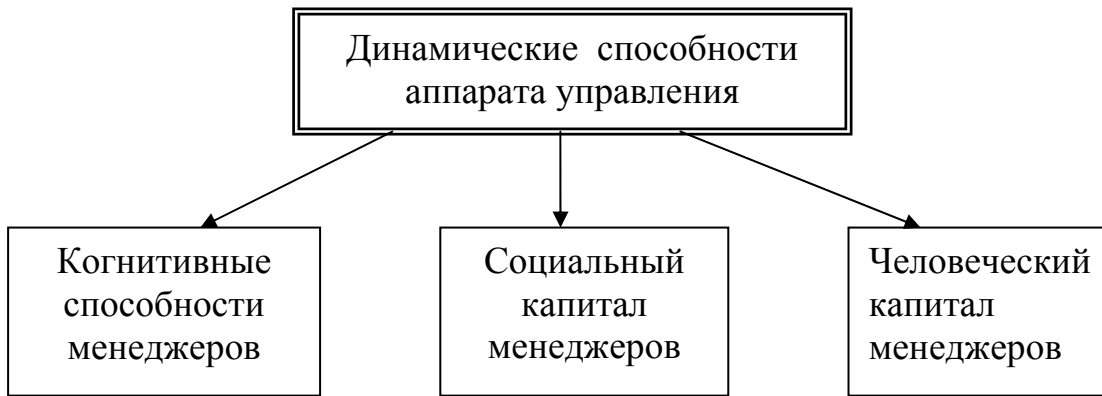 Динамические способности
аппарата управления
Когнитивные
способности
менеджеров
Социальный
капитал
менеджеров
Человеческий
капитал
менеджеров